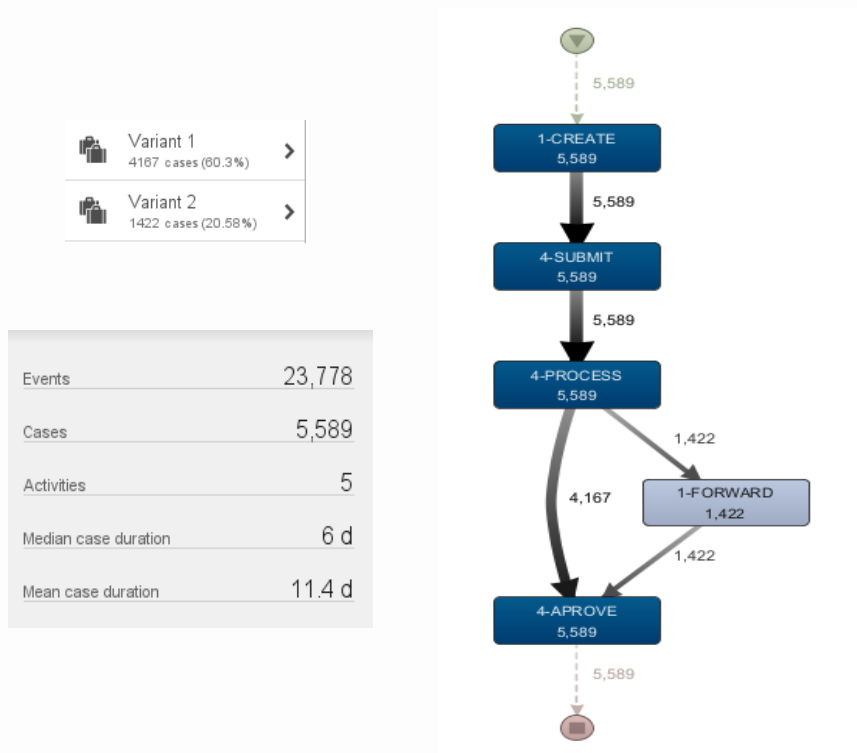 Variant 1
4167 cases (60.3%)
Variant 2
1422 cases (20.58%)
Events 23,778
Cases 5,589
Activities 5
Median case duration 6 d
Mean case duration 11.4 d
5,589
1-CREATE
5,589
5,589
4-SUBMIT
5,589
5,589
4-PROCESS
5,589
1,422
4,167
1-FORWARD
1,422
1,422
4-APROVE
5,589
5,589